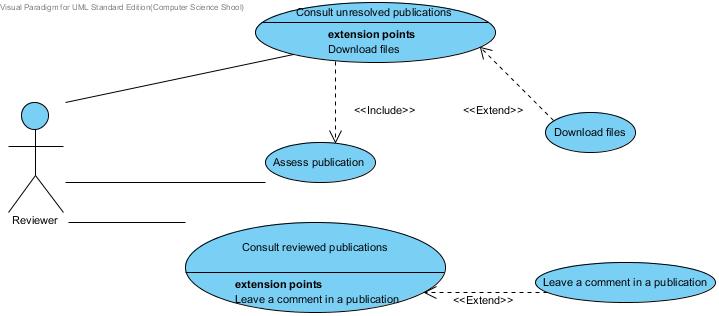 Visual Paradigm for UML Standard Edition(Computer Science Shool)
Consult unresolved publications
extension points
Download files
<<Include>>
<<Extend>>
Download files
Assess publication
Reviewer
Consult reviewed publications
extension points
Leave a comment in a publication
<<Extend>>
Leave a comment in a publication